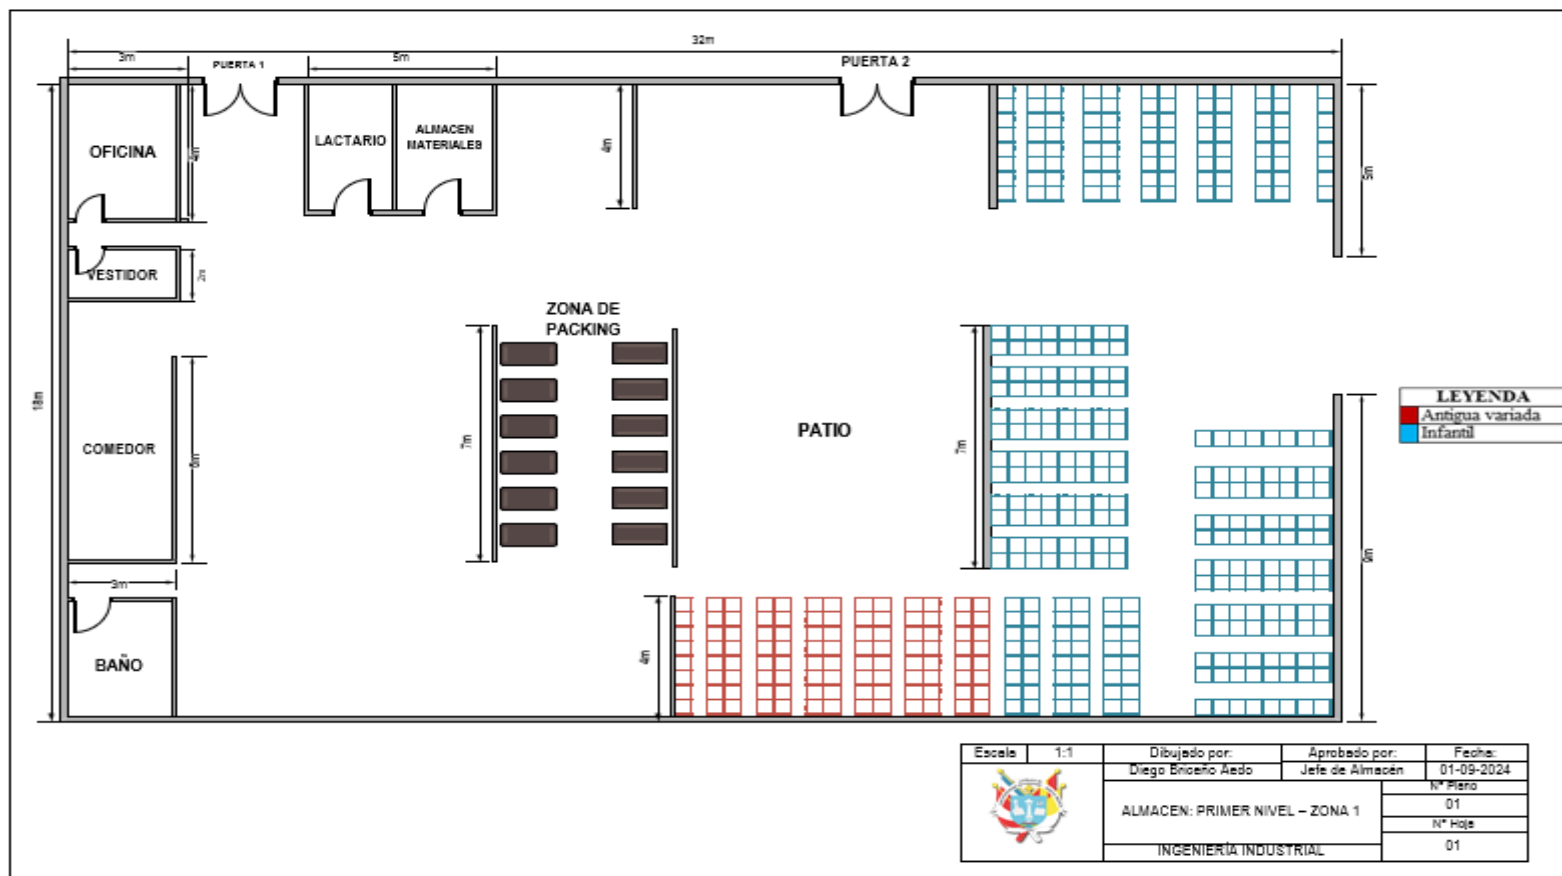 32m
3m
PUERTA 1
5m
PUERTA 2
OFICINA
4m
LACTARIO
ALMACEN
MATERIALES
4m
5m
VESTIDOR
2m
ZONA DE
PACKING
18m
COMEDOR
6m
7m
PATIO
7m
LEYENDA
Antigua variada
Infantil
9m
3m
BAÑO
4m
Escala 1:1 Dibujado por: Aprobado por: Fecha:
Diego Briceño Aedo Jefe de Almacén 01-09-2024
N° Plano
01
ALMACEN: PRIMER NIVEL – ZONA 1
N° Hoja
01
INGENIERÍA INDUSTRIAL